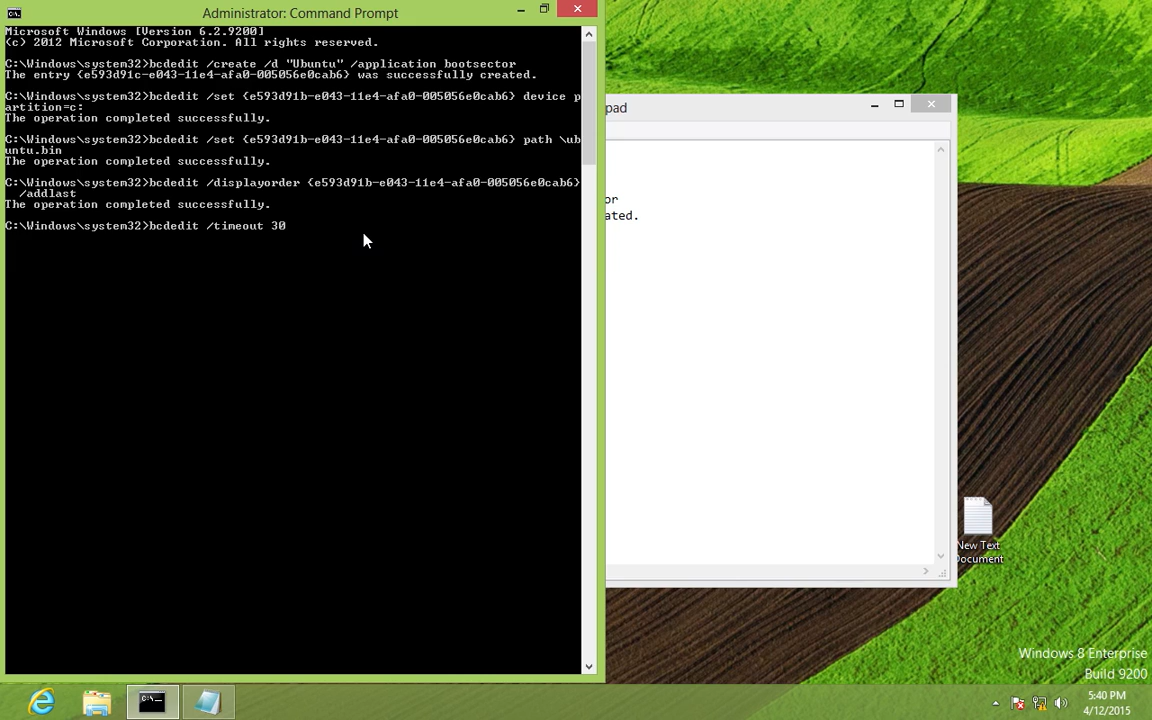 Administrator: Command Prompt
Microsoft Windows [Version 6.2.9200]
(c) 2012 Microsoft Corporation. All rights reserved.
C:\Windows\system32>bcdedit /create /d "Ubuntu" /application bootsector
The entry {e593d91c-e043-11e4-afa0-005056e0cab6} was successfully created.
C:\Windows\system32>bcdedit /set {e593d91b-e043-11e4-afa0-005056e0cab6} device p
artition=c:
The operation completed successfully.
C:\Windows\system32>bcdedit /set {e593d91b-e043-11e4-afa0-005056e0cab6} path \ub
untu.bin
The operation completed successfully.
C:\Windows\system32>bcdedit /displayorder {e593d91b-e043-11e4-afa0-005056e0cab6}
/addlast
The operation completed successfully.
C:\Windows\system32>bcdedit /timeout 30
pad
or
ated.
New Text
Document
Windows 8 Enterprise
Build 9200
C:\_
5:40 PM
4/12/2015